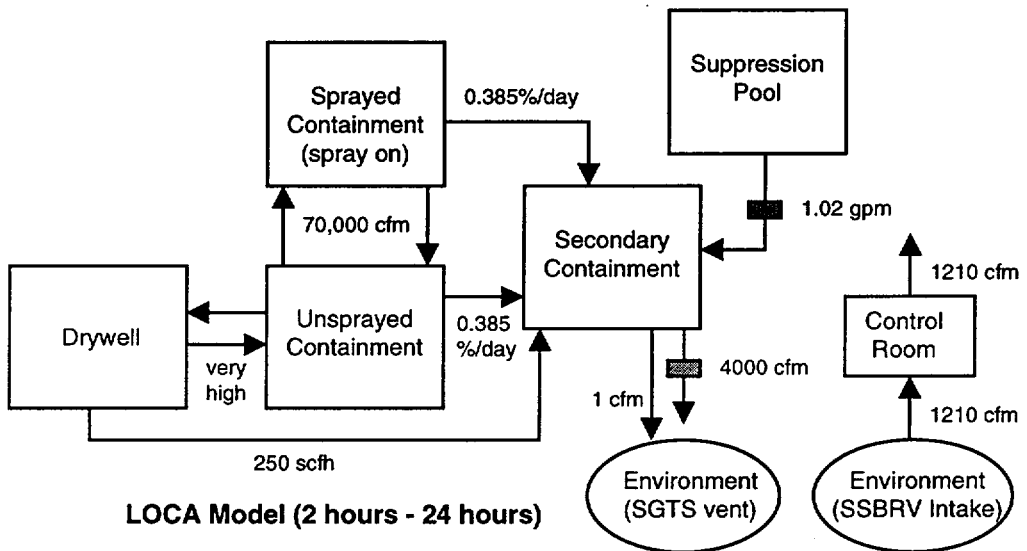 Sprayed
Containment
(spray on)
0.385%/day
Suppression
Pool
70,000 cfm
1.02 gpm
Secondary
Containment
Drywell
very
high
Unsprayed
Containment
0.385
%/day
1210 cfm
Control
Room
4000 cfm
1 cfm
1210 cfm
250 scfh
Environment
(SGTS vent)
Environment
(SSBRV Intake)
LOCA Model (2 hours - 24 hours)